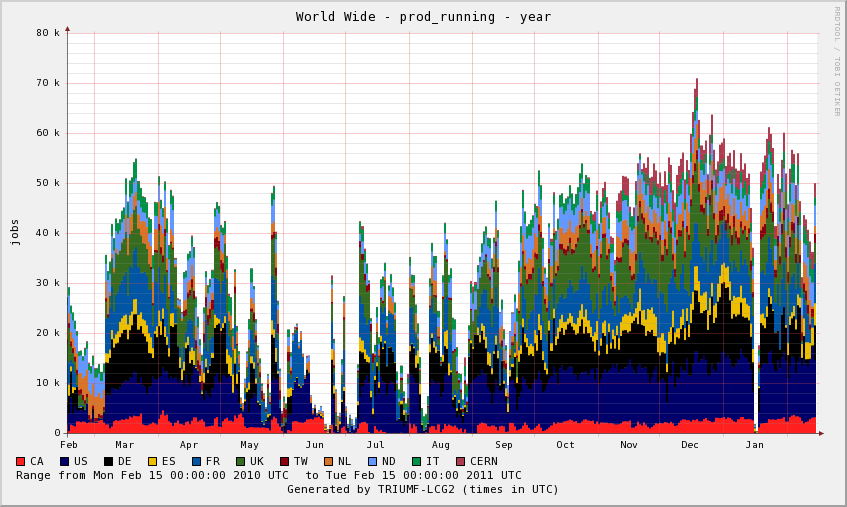 World Wide - prod_running - year
RRDTOOL / TOBI OETIKER
jobs
80 k
70 k
60 k
50 k
40 k
30 k
20 k
10 k
0
Feb Mar Apr May Jun Jul Aug Sep Oct Nov Dec Jan
CA US DE ES FR UK TW NL ND IT CERN
Range from Mon Feb 15 00:00:00 2010 UTC to Tue Feb 15 00:00:00 2011 UTC
Generated by TRIUMF-LCG2 (times in UTC)